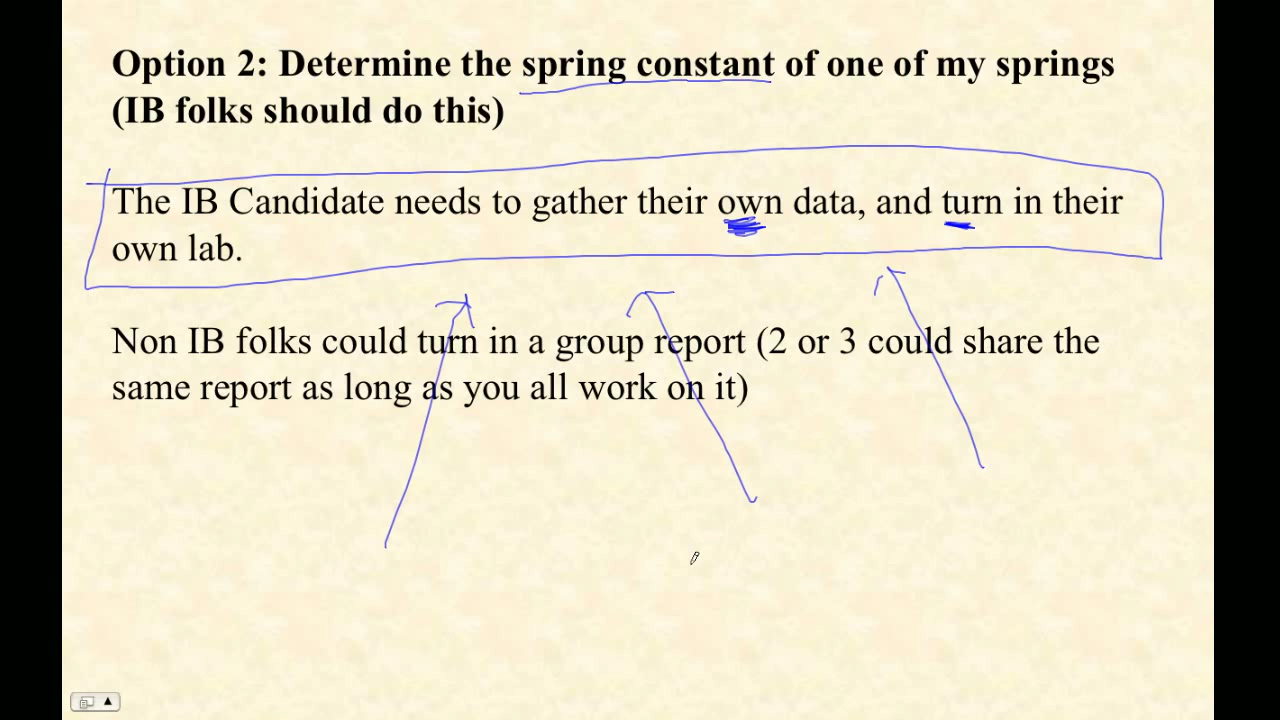 Option 2: Determine the spring constant of one of my springs
(IB folks should do this)
The IB Candidate needs to gather their own data, and turn in their
own lab.
Non IB folks could turn in a group report (2 or 3 could share the
same report as long as you all work on it)